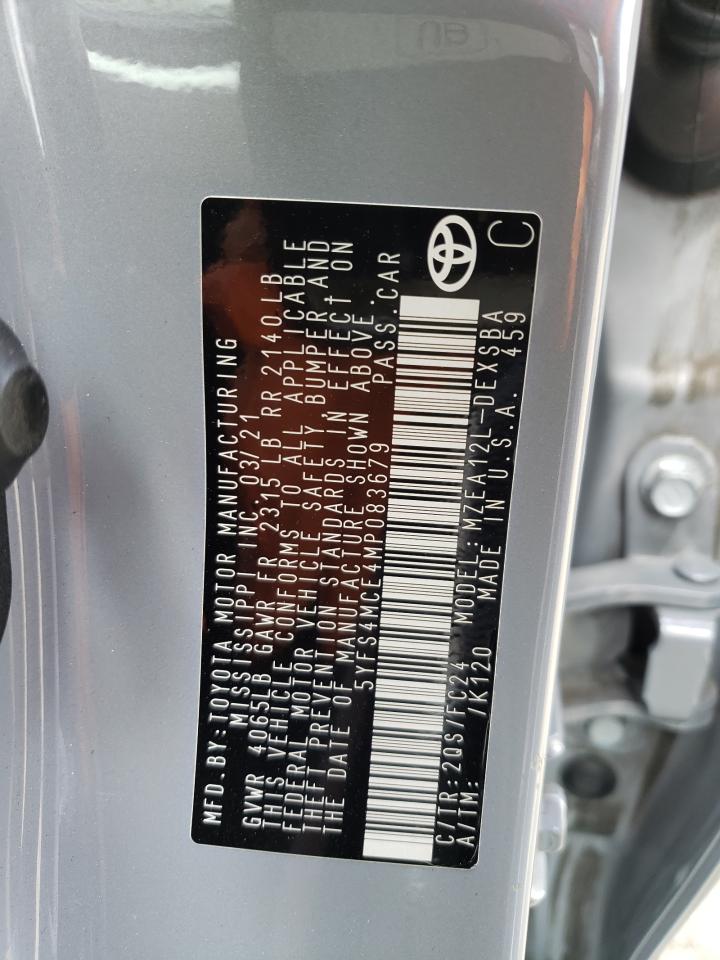 MFD.BY:TOYOTA MOTOR MANUFACTURING
MISSISSIPPI INC. 03/21
GVWR 4065LB GAWR FR 2315 LB RR 2140LB
THIS VEHICLE CONFORMS TO ALL APPLICABLE
FEDERAL MOTOR VEHICLE SAFETY, BUMPER, AND
THEFT PREVENTION STANDARDS IN EFFECT ON
THE DATE OF MANUFACTURE SHOWN ABOVE.
5YFS4MCE4MP083679 PASS.CAR
C/TR:2QS/FC24 MODEL:MZEA12L-DEXSBA
A/TM: /K120 MADE IN U.S.A. 459
C